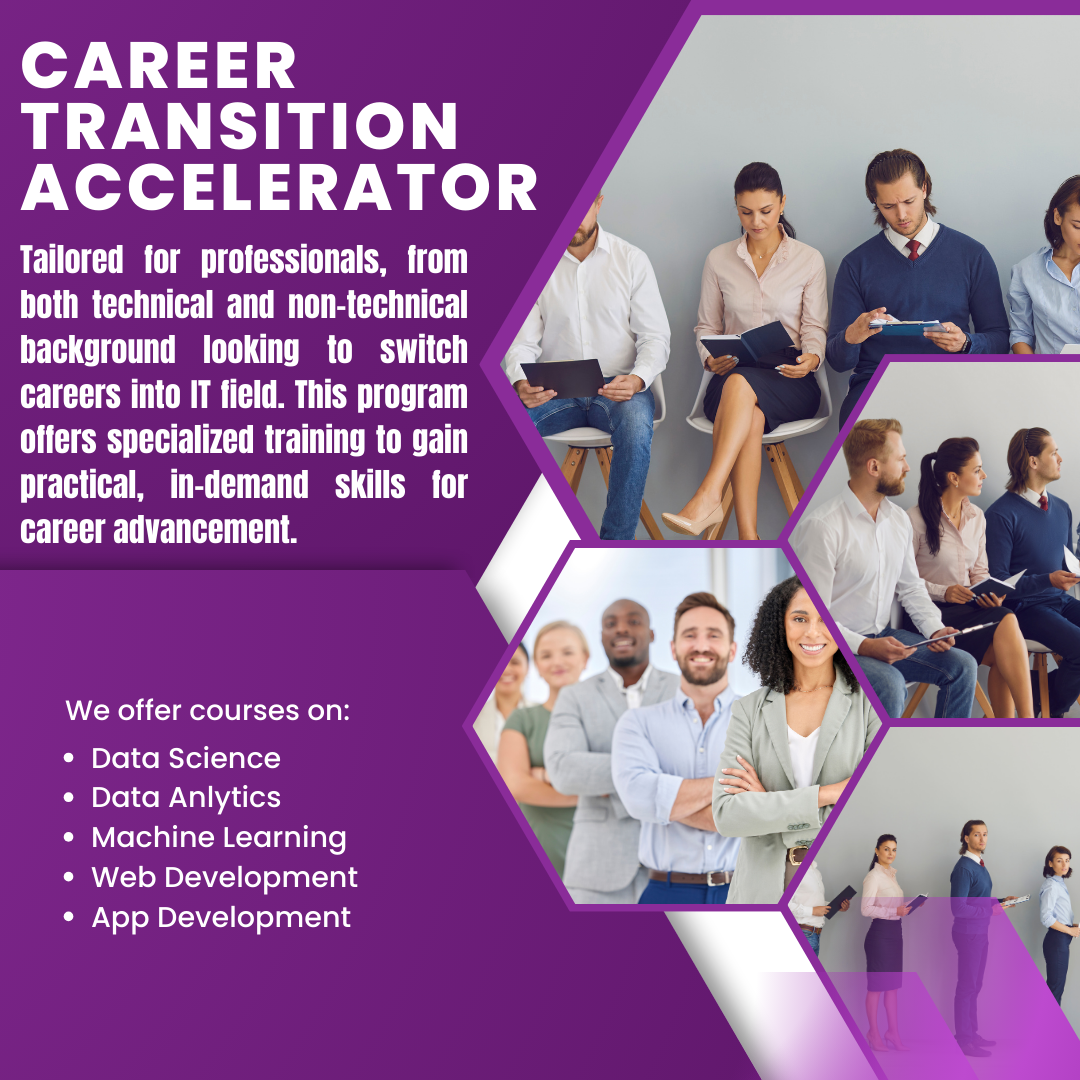 CAREER
TRANSITION
ACCELERATOR
Tailored for professionals, from
both technical and non-technical
background looking to switch
careers into IT field. This program
offers specialized training to gain
practical, in-demand skills for
career advancement.
We offer courses on:
• Data Science
• Data Anlytics
• Machine Learning
• Web Development
• App Development